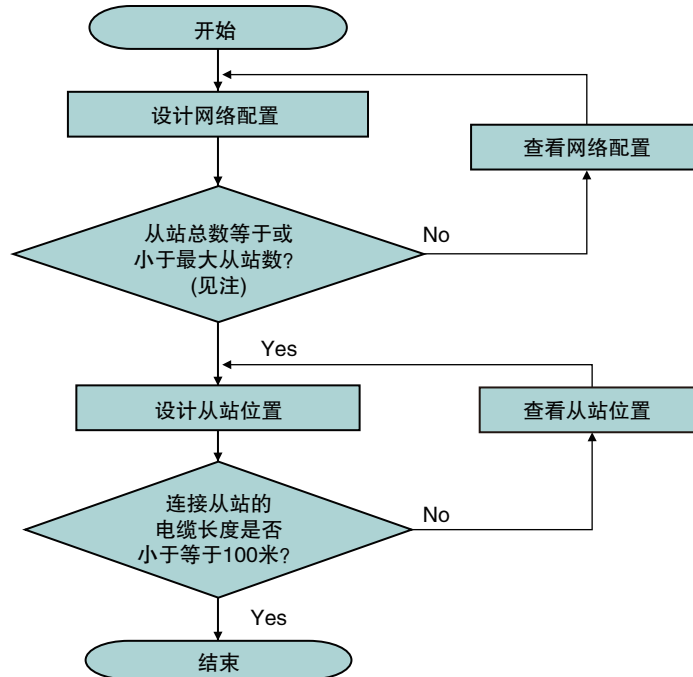 开始
设计网络配置
查看网络配置
从站总数等于或
小于最大从站数?
(见注)
No
Yes
设计从站位置
查看从站位置
连接从站的
电缆长度是否
小于等于100米?
No
Yes
结束